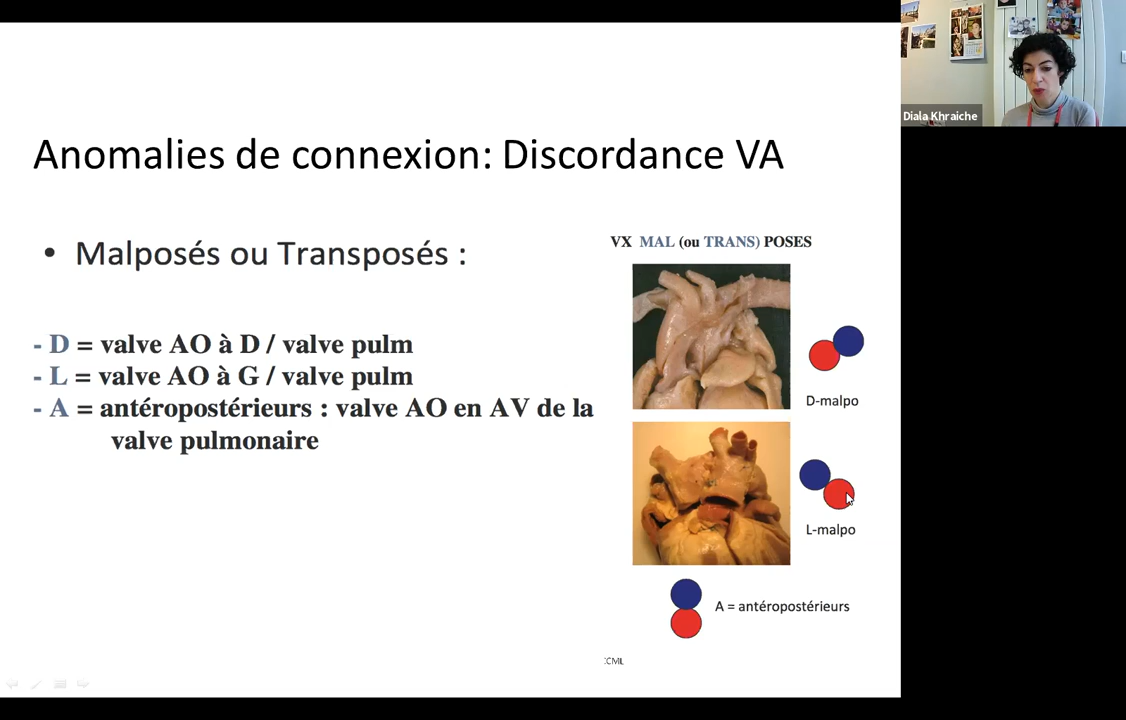 Diala Khraiche
Anomalies de connexion: Discordance VA
• Malposés ou Transposés :
- D = valve AO à D / valve pulm
- L = valve AO à G / valve pulm
- A = antéropostérieurs : valve AO en AV de la
valve pulmonaire
VX MAL (ou TRANS) POSES
D-malpo
L-malpo
A = antéropostérieurs